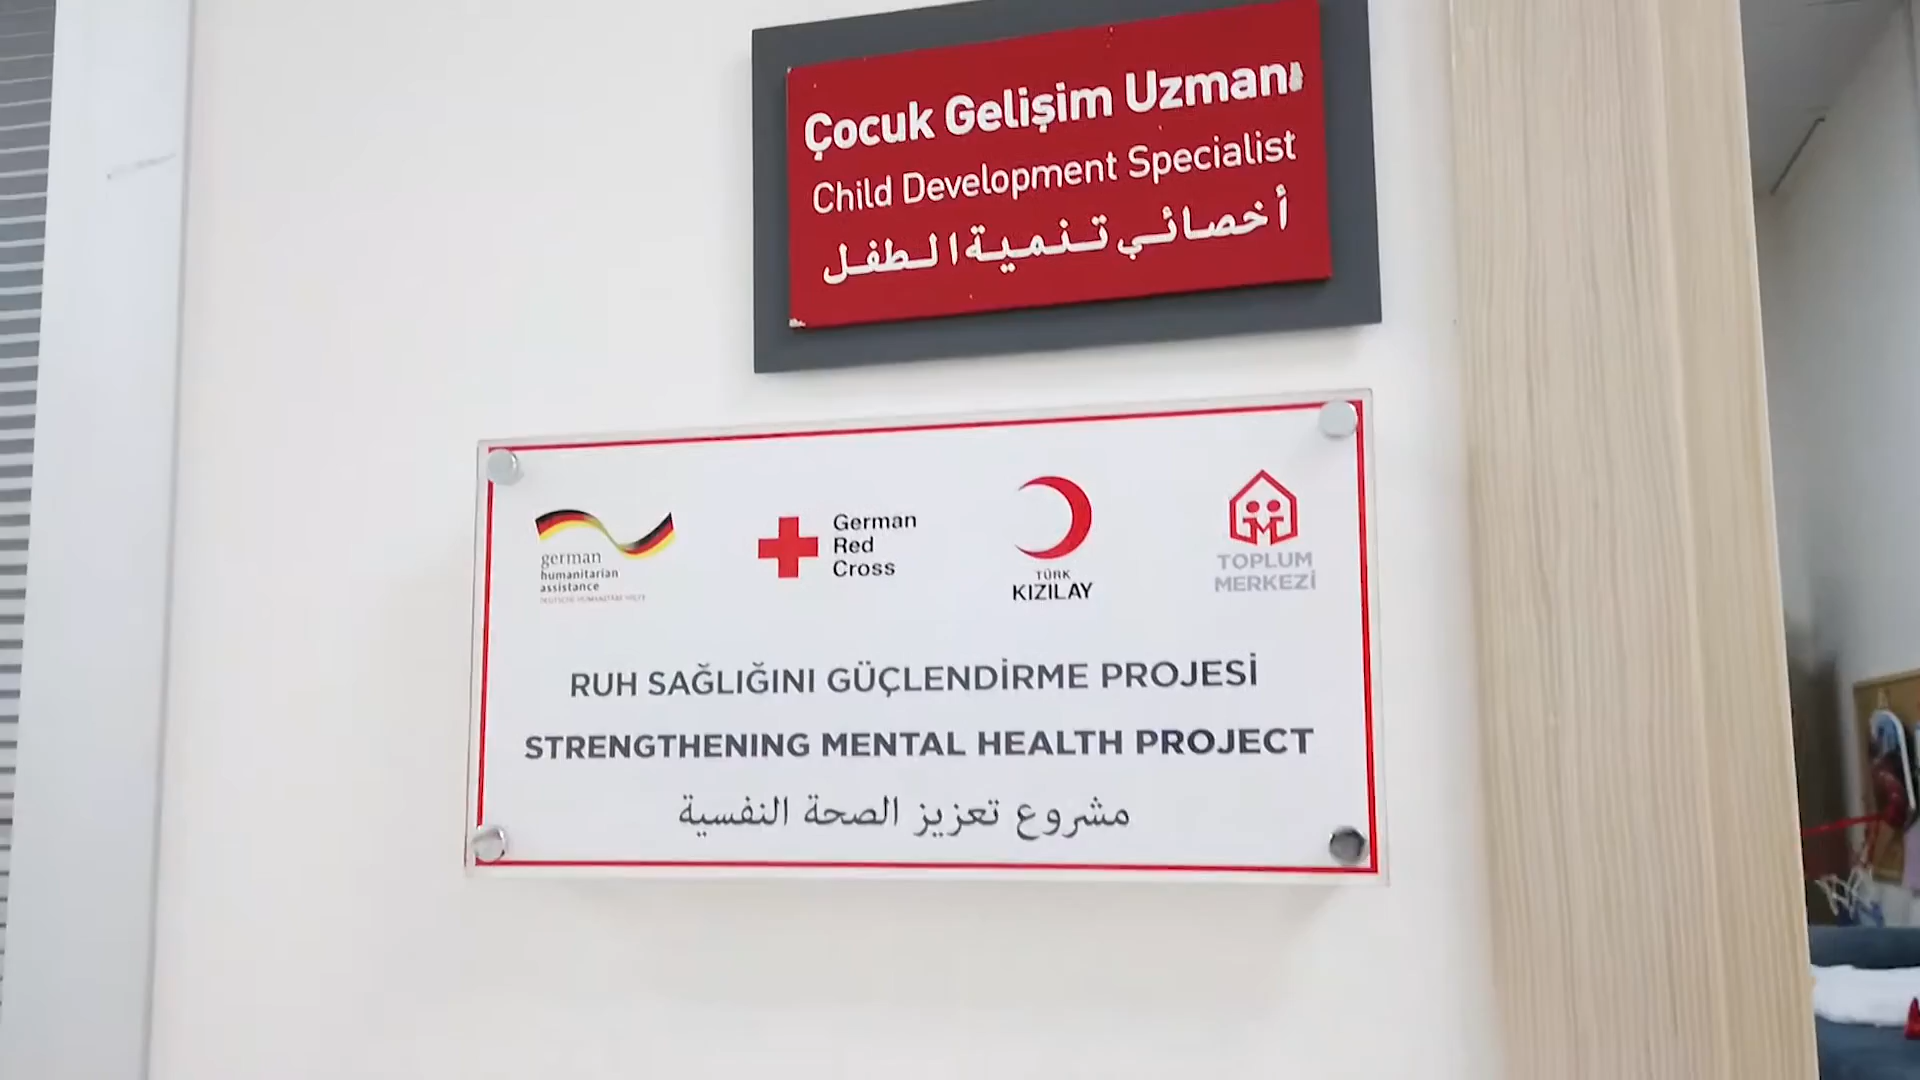 Çocuk Gelişim Uzmanı
Child Development Specialist
أخصائي تنمية الطفل
german
humanitarian
assistance
DEUTSCHE HUMANITÄRE HILFE
German
Red
Cross
TÜRK
KIZILAY
TOPLUM
MERKEZİ
RUH SAĞLIĞINI GÜÇLENDİRME PROJESİ
STRENGTHENING MENTAL HEALTH PROJECT
مشروع تعزيز الصحة النفسية